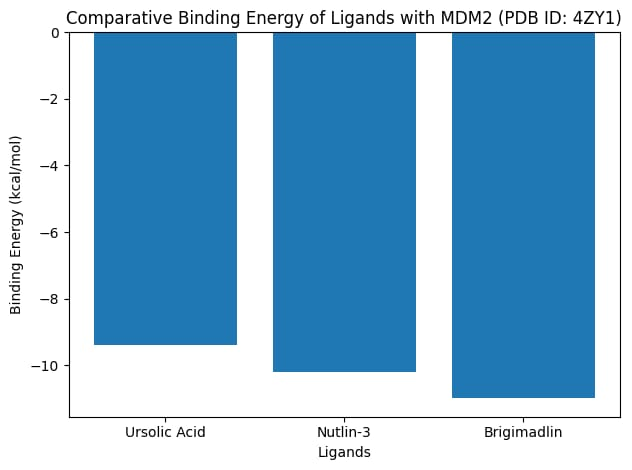 Comparative Binding Energy of Ligands with MDM2 (PDB ID: 4ZY1)
Binding Energy (kcal/mol)
0
−2
−4
−6
−8
−10
Ursolic Acid
Nutlin-3
Brigimadlin
Ligands